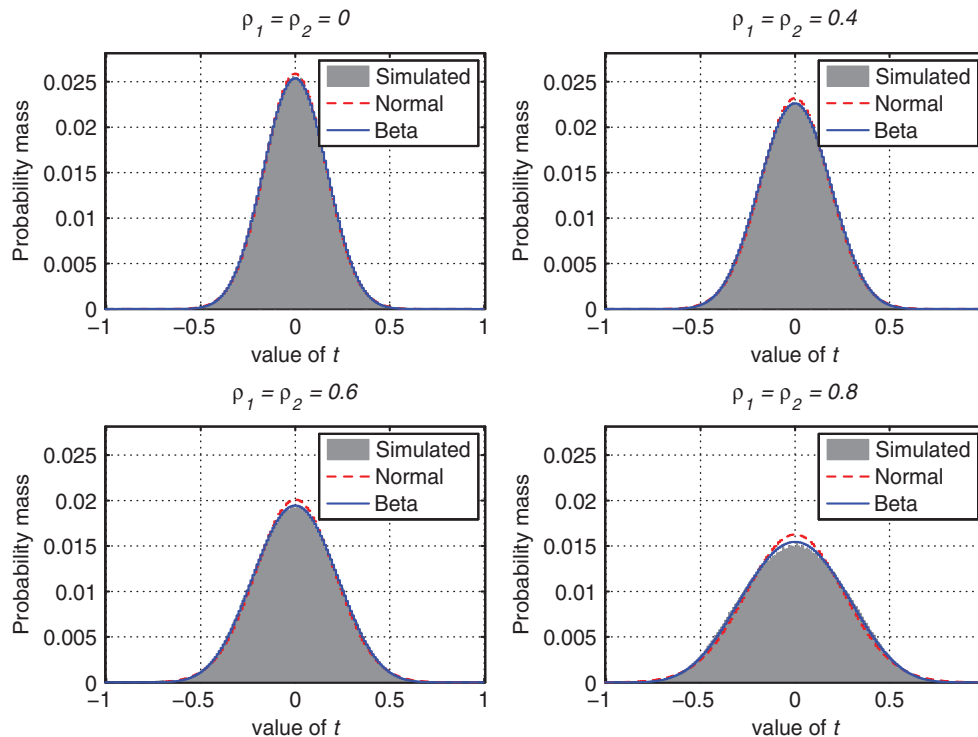 ρ1 = ρ2 = 0
0.025
0.02
0.015
0.01
0.005
0
Probability mass
Simulated
Normal
Beta
−1
−0.5
0
0.5
1
value of t
ρ1 = ρ2 = 0.4
0.025
0.02
0.015
0.01
0.005
0
Probability mass
Simulated
Normal
Beta
−1
−0.5
0
0.5
value of t
ρ1 = ρ2 = 0.6
0.025
0.02
0.015
0.01
0.005
0
Probability mass
Simulated
Normal
Beta
−1
−0.5
0
0.5
1
value of t
ρ1 = ρ2 = 0.8
0.025
0.02
0.015
0.01
0.005
0
Probability mass
Simulated
Normal
Beta
−1
−0.5
0
0.5
value of t